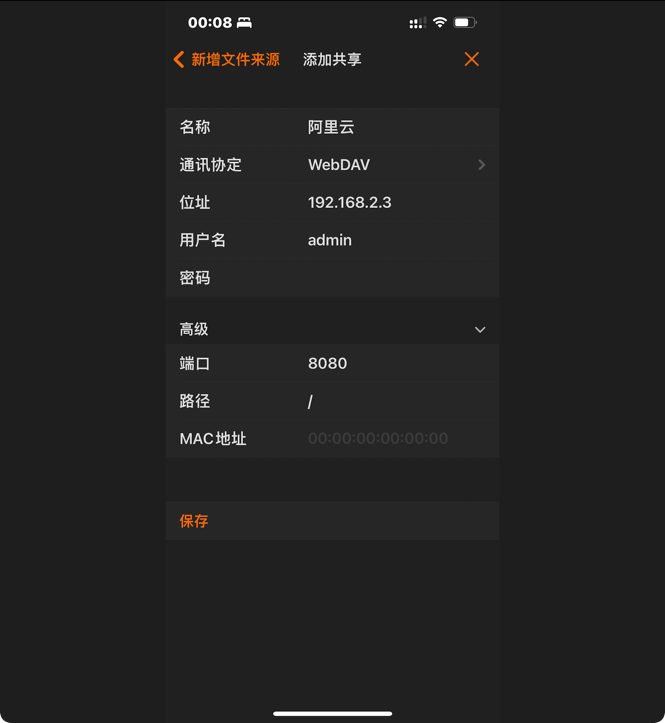 00:08
新增文件来源 添加共享
名称 阿里云
通讯协定 WebDAV
位址 192.168.2.3
用户名 admin
密码
高级
端口 8080
路径 /
MAC地址 00:00:00:00:00:00
保存